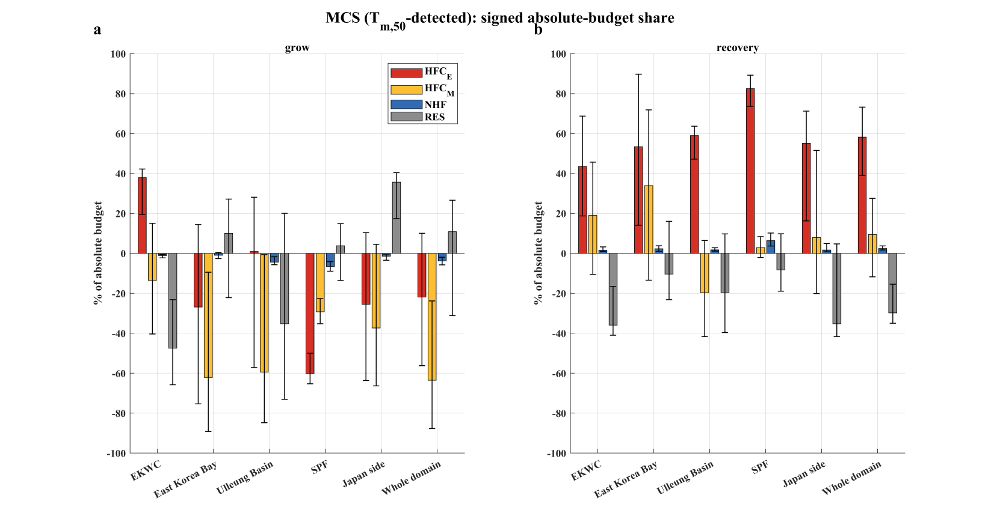 MCS (Tm,50-detected): signed absolute-budget share
a
grow
100
80
60
40
20
0
-20
-40
-60
-80
-100
% of absolute budget
HFCE
HFCM
NHF
RES
EKWC
East Korea Bay
Ulleung Basin
SPF
Japan side
Whole domain
b
recovery
100
80
60
40
20
0
-20
-40
-60
-80
-100
% of absolute budget
EKWC
East Korea Bay
Ulleung Basin
SPF
Japan side
Whole domain